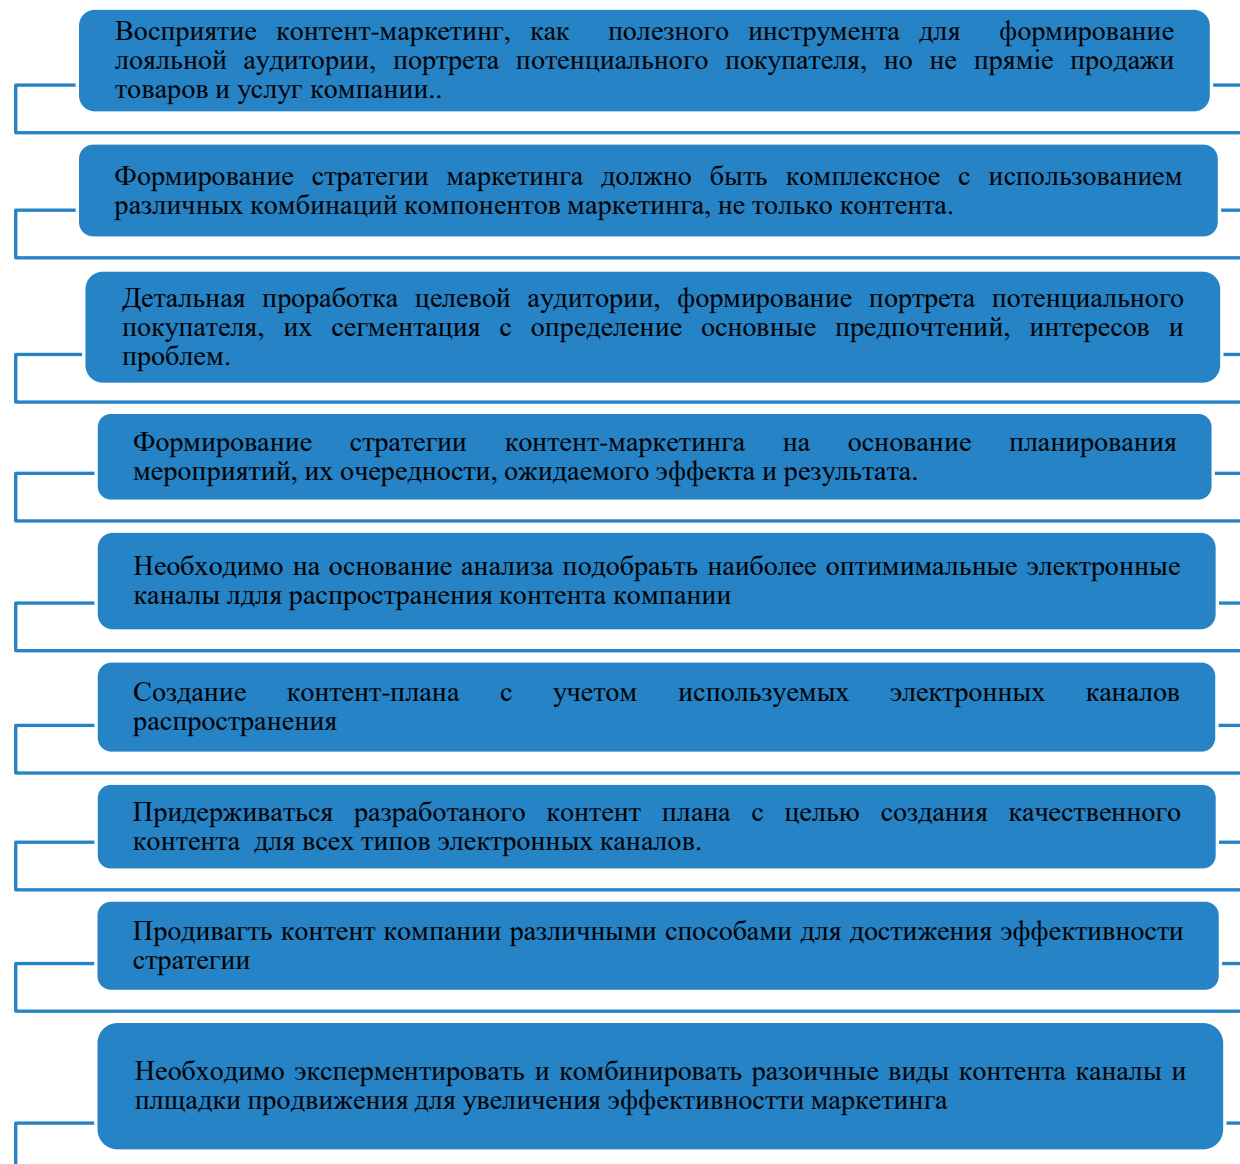 Восприятие контент-маркетинг, как полезного инструмента для формирование
лояльной аудитории, портрета потенциального покупателя, но не прямiе продажи
товаров и услуг компании..
Формирование стратегии маркетинга должно быть комплексное с использованием
различных комбинаций компонентов маркетинга, не только контента.
Детальная проработка целевой аудитории, формирование портрета потенциального
покупателя, их сегментация с определение основные предпочтений, интересов и
проблем.
Формирование стратегии контент-маркетинга на основание планирования
мероприятий, их очередности, ожидаемого эффекта и результата.
Необходимо на основание анализа подобраьть наиболее оптимимальные электронные
каналы лдля распространения контента компании
Создание контент-плана с учетом используемых электронных каналов
распространения
Придерживаться разработаного контент плана с целью создания качественного
контента для всех типов электронных каналов.
Продивагть контент компании различными способами для достижения эффективности
стратегии
Необходимо эксперментировать и комбинировать разоичные виды контента каналы и
плщадки продвижения для увеличения эффективностти маркетинга